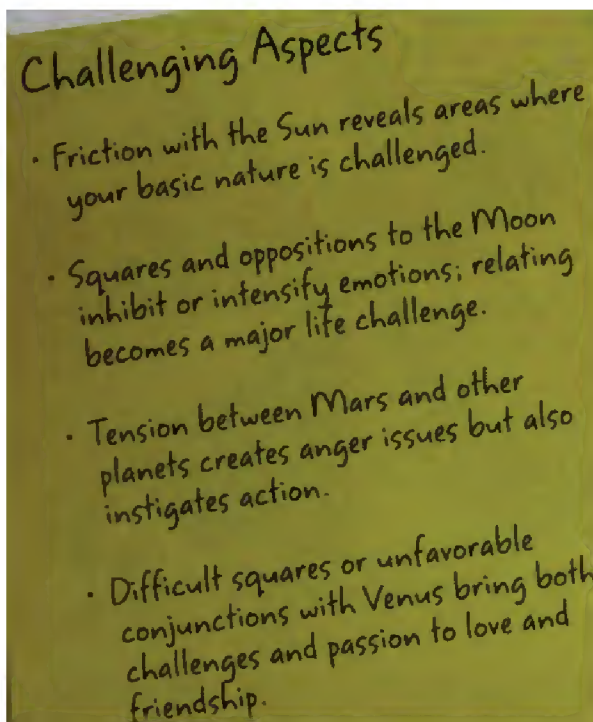 Challenging Aspects
• Friction with the Sun reveals areas where
your basic nature is challenged.
• Squares and oppositions to the Moon
inhibit or intensify emotions; relating
becomes a major life challenge.
• Tension between Mars and other
planets creates anger issues but also
instigates action.
• Difficult squares or unfavorable
conjunctions with Venus bring both
challenges and passion to love and
friendship.